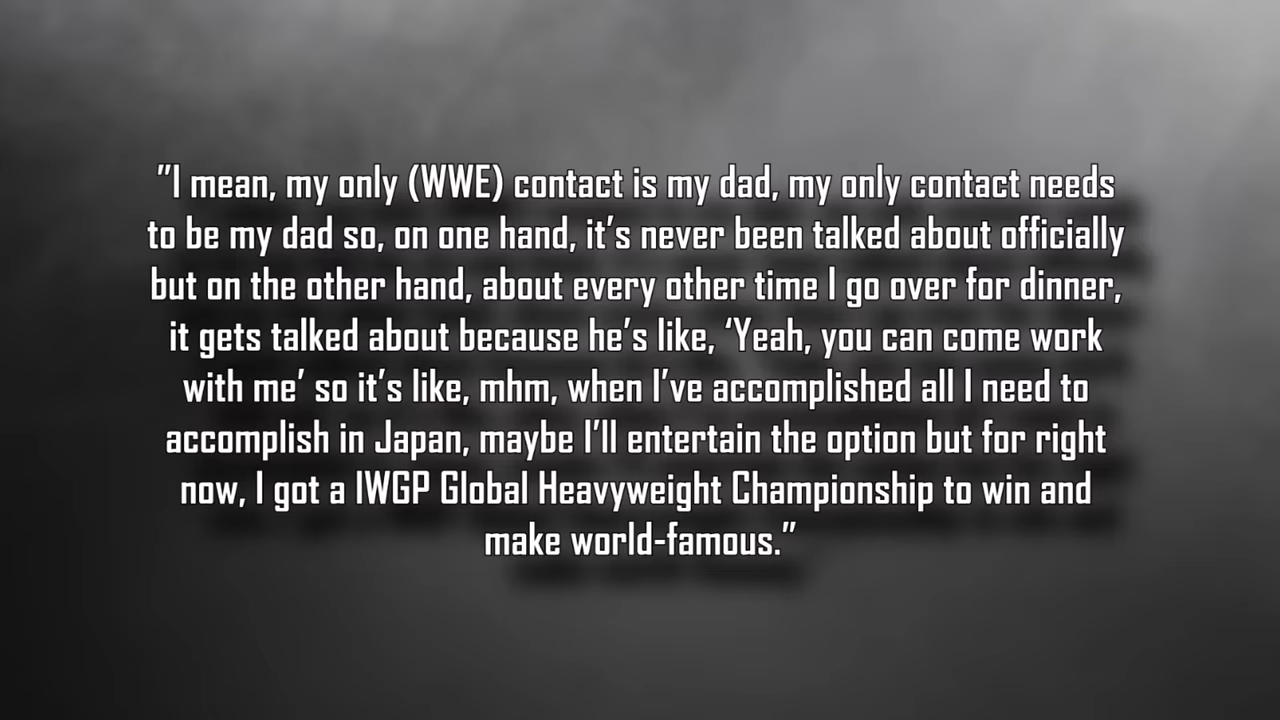 "I mean, my only (WWE) contact is my dad, my only contact needs
to be my dad so, on one hand, it's never been talked about officially
but on the other hand, about every other time I go over for dinner,
it gets talked about because he's like, ‘Yeah, you can come work
with me’ so it's like, mhm, when I've accomplished all I need to
accomplish in Japan, maybe I'll entertain the option but for right
now, I got a IWGP Global Heavyweight Championship to win and
make world-famous."